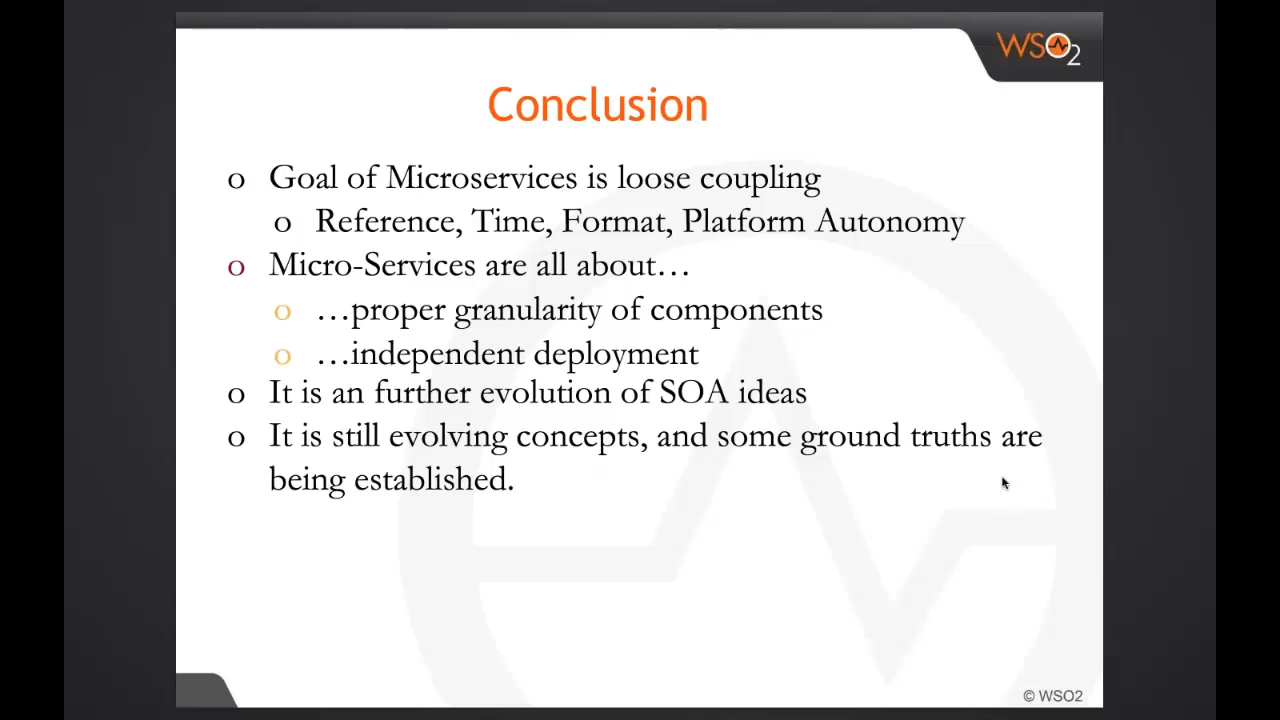 WSO2
Conclusion
o Goal of Microservices is loose coupling
o Reference, Time, Format, Platform Autonomy
o Micro-Services are all about…
o …proper granularity of components
o …independent deployment
o It is an further evolution of SOA ideas
o It is still evolving concepts, and some ground truths are
being established.
© WSO2